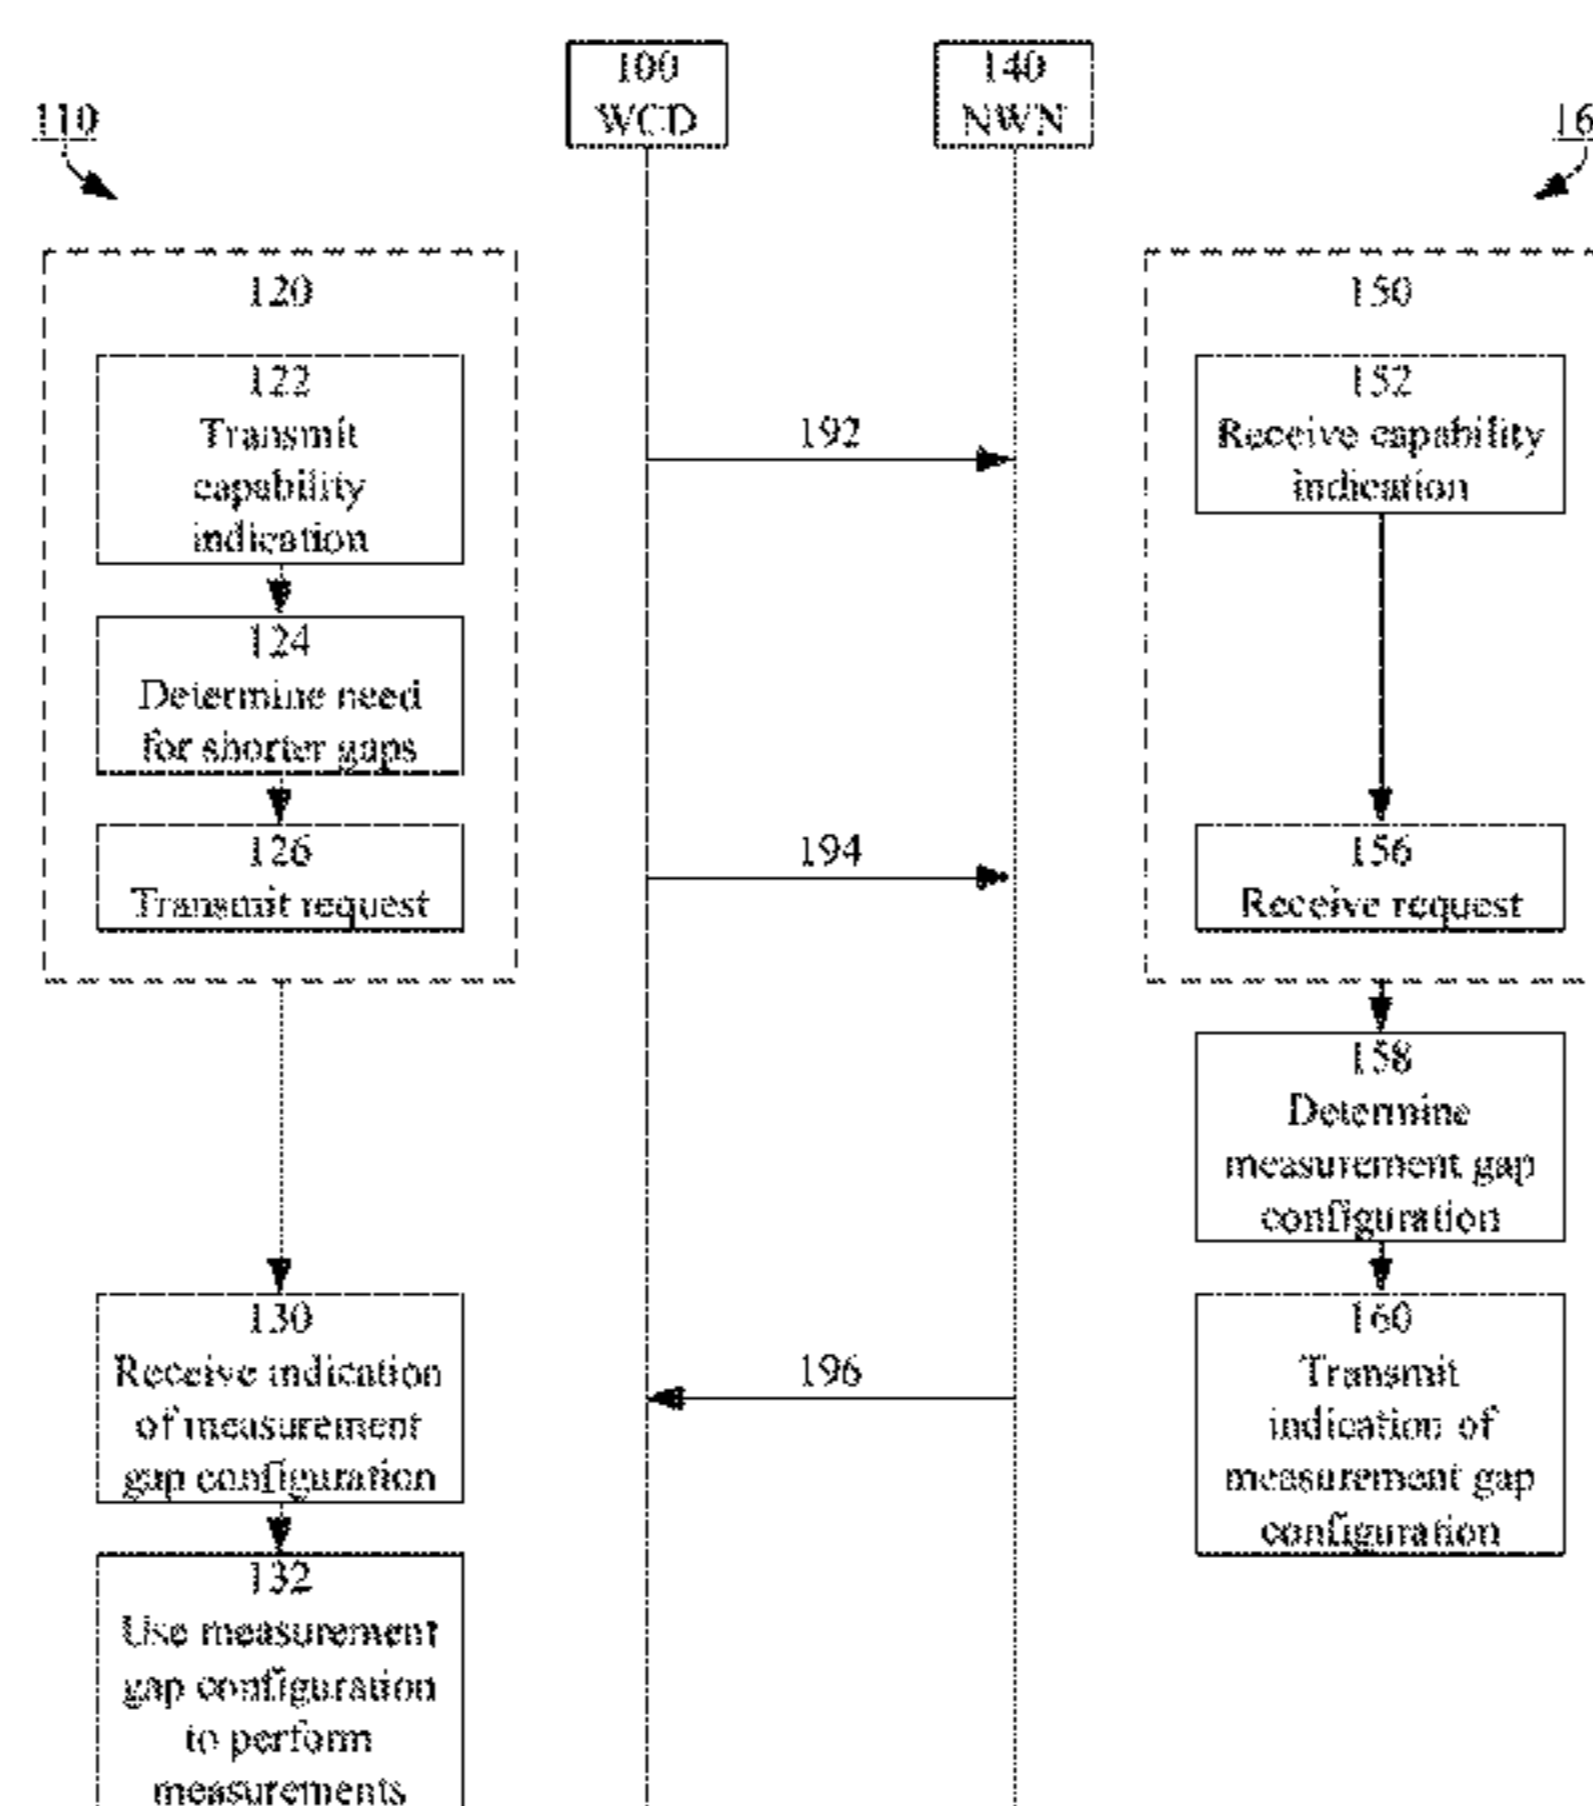 110
100
WCD
140
NWN
16
120
122
Transmit
capability
indication
124
Determine need
for shorter gaps
126
Transmit request
192
194
196
150
152
Receive capability
indication
156
Receive request
158
Determine
measurement gap
configuration
160
Transmit
indication of
measurement gap
configuration
130
Receive indication
of measurement
gap configuration
132
Use measurement
gap configuration
to perform
measurements